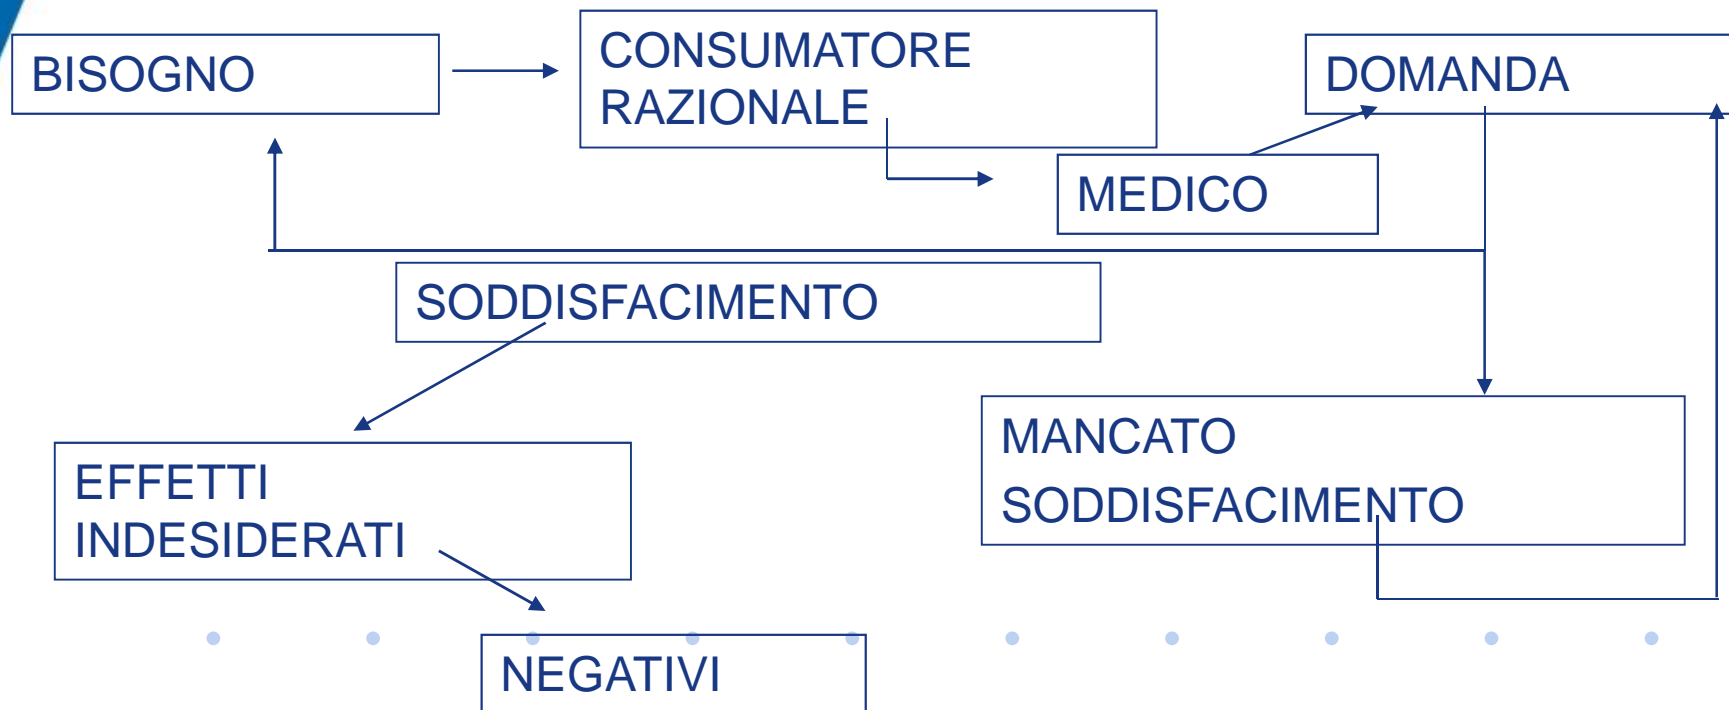 BISOGNO
CONSUMATORE
RAZIONALE
DOMANDA
MEDICO
SODDISFACIMENTO
MANCATO
SODDISFACIMENTO
EFFETTI
INDESIDERATI
NEGATIVI